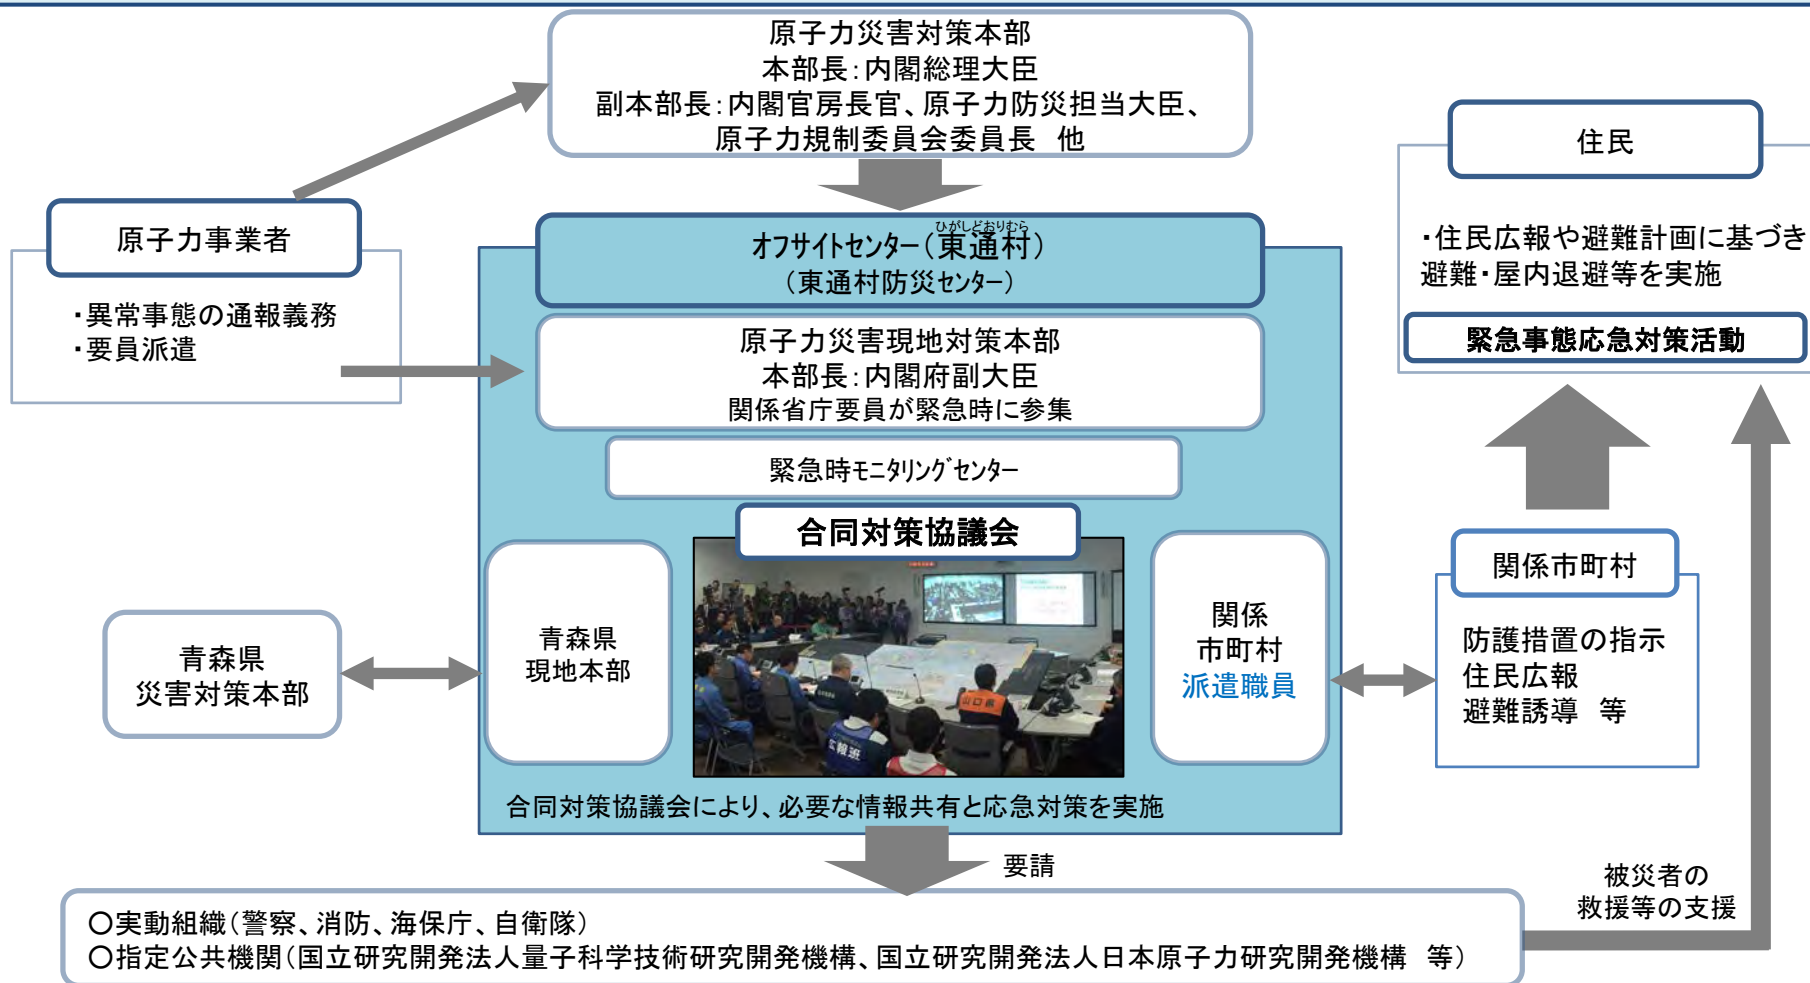 原子力災害対策本部
本部長：内閣総理大臣
副本部長：内閣官房長官、原子力防災担当大臣、
原子力規制委員会委員長　他
原子力事業者
・異常事態の通報義務
・要員派遣
ひがしどおりむら
オフサイトセンター（東通村）
（東通村防災センター）
原子力災害現地対策本部
本部長：内閣府副大臣
関係省庁要員が緊急時に参集
緊急時モニタリングセンター
合同対策協議会
青森県
災害対策本部
青森県
現地本部
広報班
山口県
関係
市町村
派遣職員
合同対策協議会により、必要な情報共有と応急対策を実施
住民
・住民広報や避難計画に基づき
避難・屋内退避等を実施
緊急事態応急対策活動
関係市町村
防護措置の指示
住民広報
避難誘導　等
要請
被災者の
救援等の支援
○実動組織（警察、消防、海保庁、自衛隊）
○指定公共機関（国立研究開発法人量子科学技術研究開発機構、国立研究開発法人日本原子力研究開発機構　等）